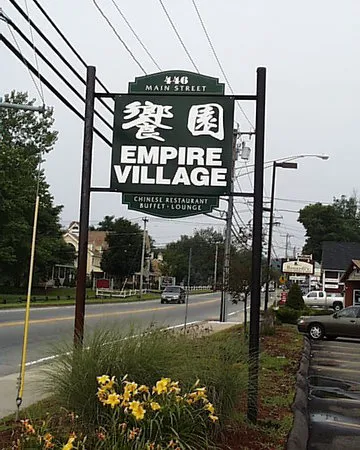 446
MAIN STREET
饗園
EMPIRE
VILLAGE
CHINESE RESTAURANT
BUFFET • LOUNGE